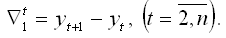 ∇₁ᵗ = yₜ₊₁ − yₜ , (t = \overline{2,n}).